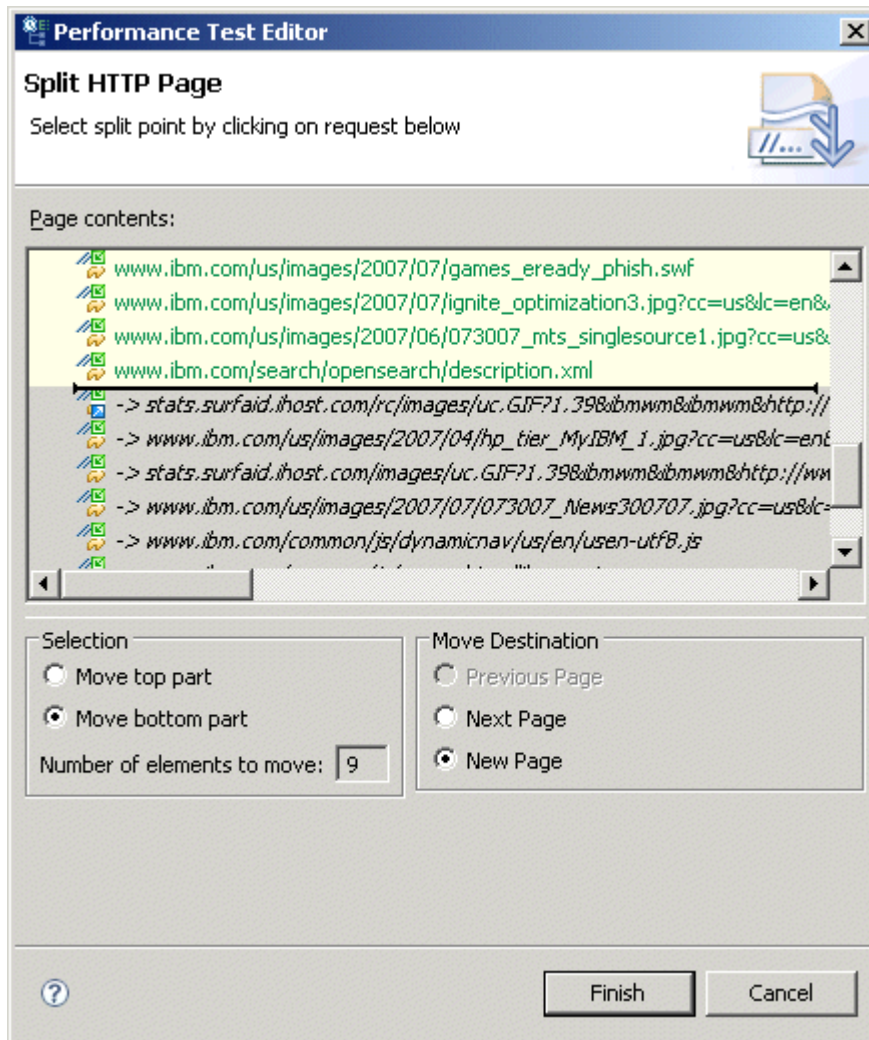 Performance Test Editor
Split HTTP Page
Select split point by clicking on request below
//...
Page contents:
www.ibm.com/us/images/2007/07/games_eready_phish.swf
www.ibm.com/us/images/2007/07/ignite_optimization3.jpg?cc=us&lc=en&
www.ibm.com/us/images/2007/06/073007_mts_singlesource1.jpg?cc=us&
www.ibm.com/search/opensearch/description.xml
-> stats.surfaid.ihost.com/rc/images/uc.GIF?1.39&ibmwm&ibmwm&http://
-> www.ibm.com/us/images/2007/04/hp_tier_MyIBM_1.jpg?cc=us&lc=en&
-> stats.surfaid.ihost.com/rc/images/uc.GIF?1.39&ibmwm&ibmwm&http://ww
-> www.ibm.com/us/images/2007/07/073007_News300707.jpg?cc=us&lc=
-> www.ibm.com/common/js/dynamicnav/us/en/usen-utf8.js
Selection
Move top part
Move bottom part
Number of elements to move: 9
Move Destination
Previous Page
Next Page
New Page
?
Finish
Cancel